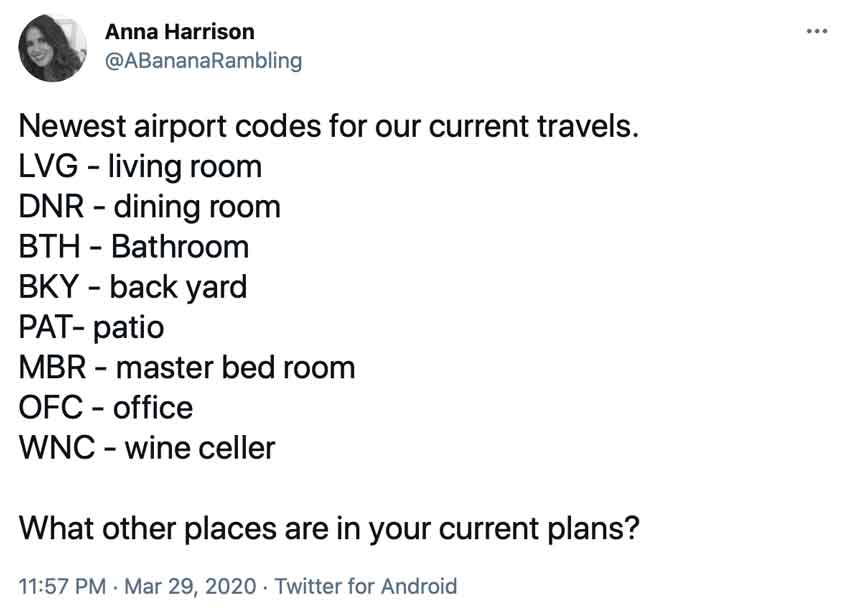 Anna Harrison
@ABananaRambling
Newest airport codes for our current travels.
LVG - living room
DNR - dining room
BTH - Bathroom
BKY - back yard
PAT- patio
MBR - master bed room
OFC - office
WNC - wine celler
What other places are in your current plans?
11:57 PM · Mar 29, 2020 · Twitter for Android